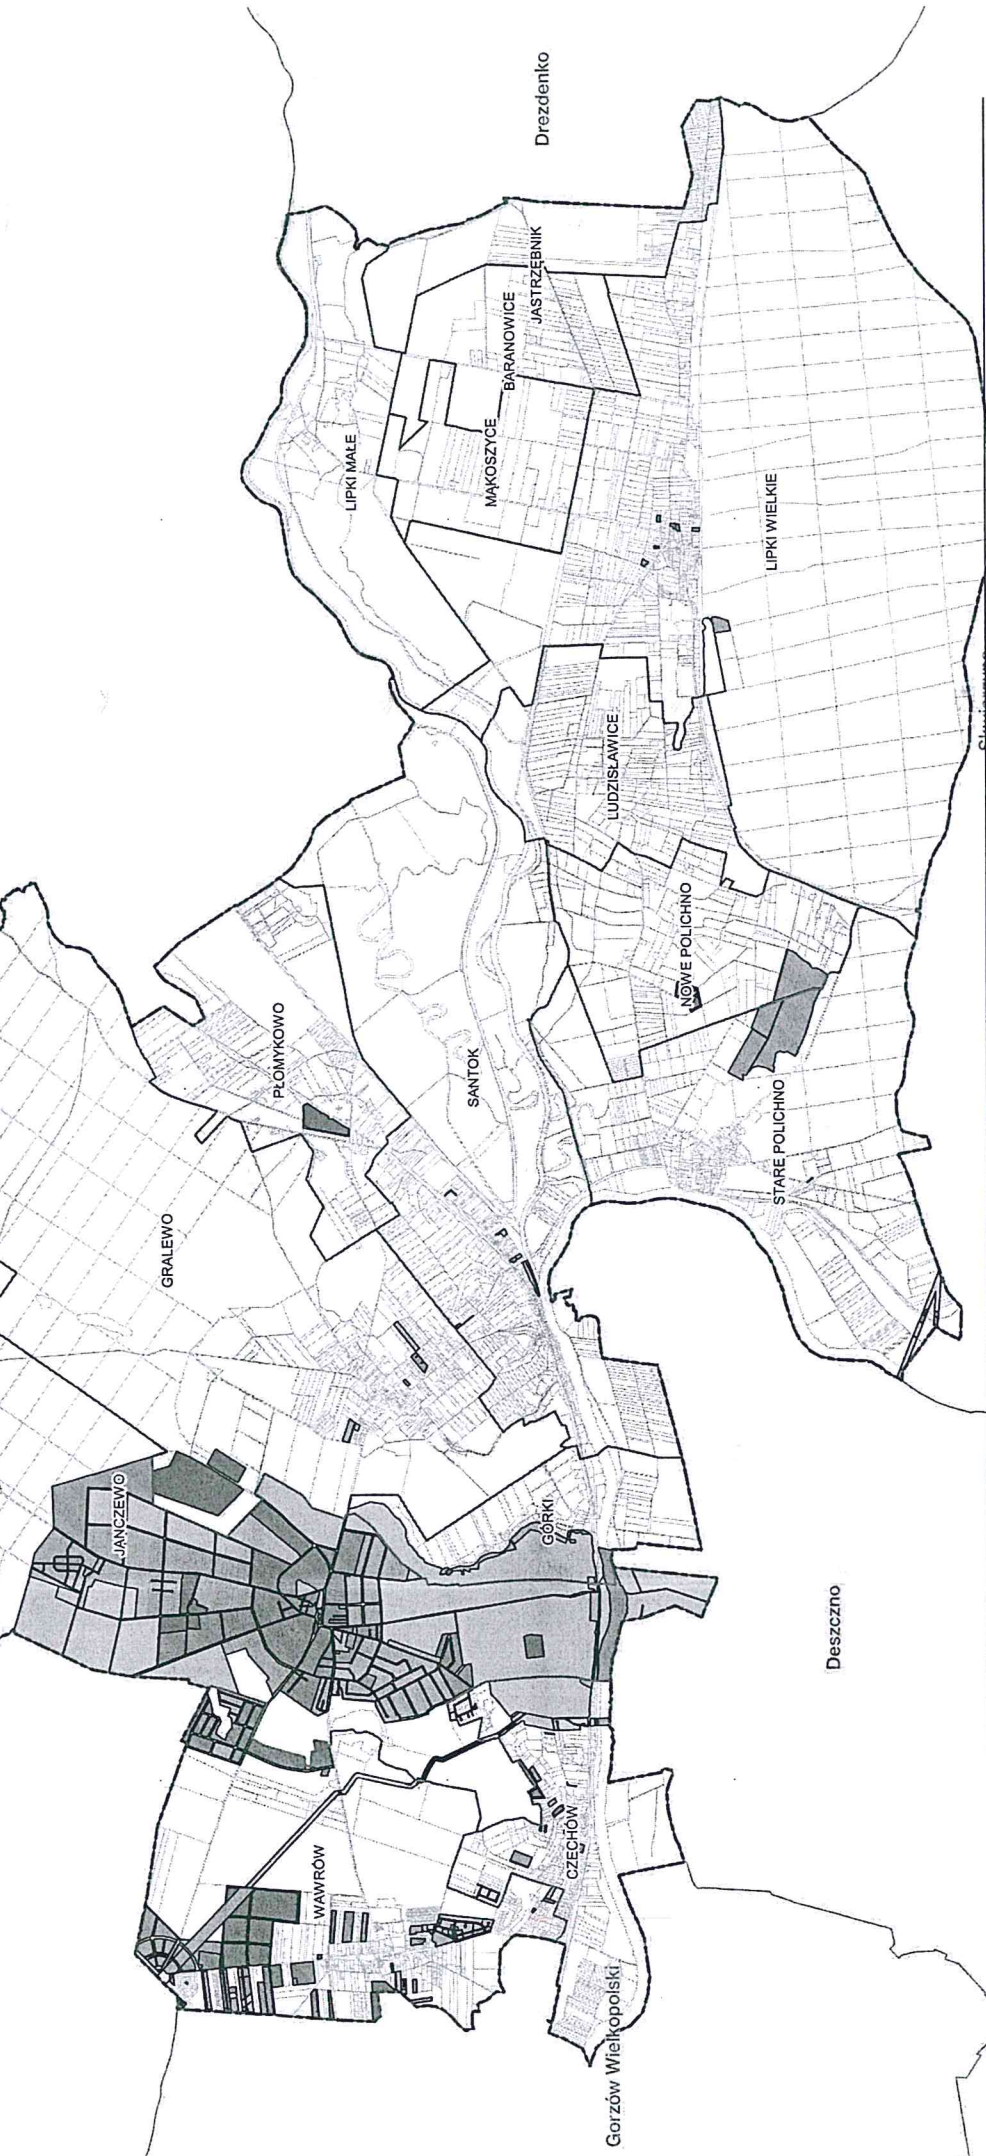 Drezdenko
JASTRZĘBNIK
BARANOWICE
MĄKOSZYCE
LIPKI MAŁE
LIPKI WIELKIE
LUDZISŁAWICE
NOWE POLICHNO
STARE POLICHNO
SANTOK
PŁOMYKOWO
GRALEWO
JANCZEWO
GÓRKI
Deszczno
CZECHÓW
WAWRÓW
Gorzów Wielkopolski